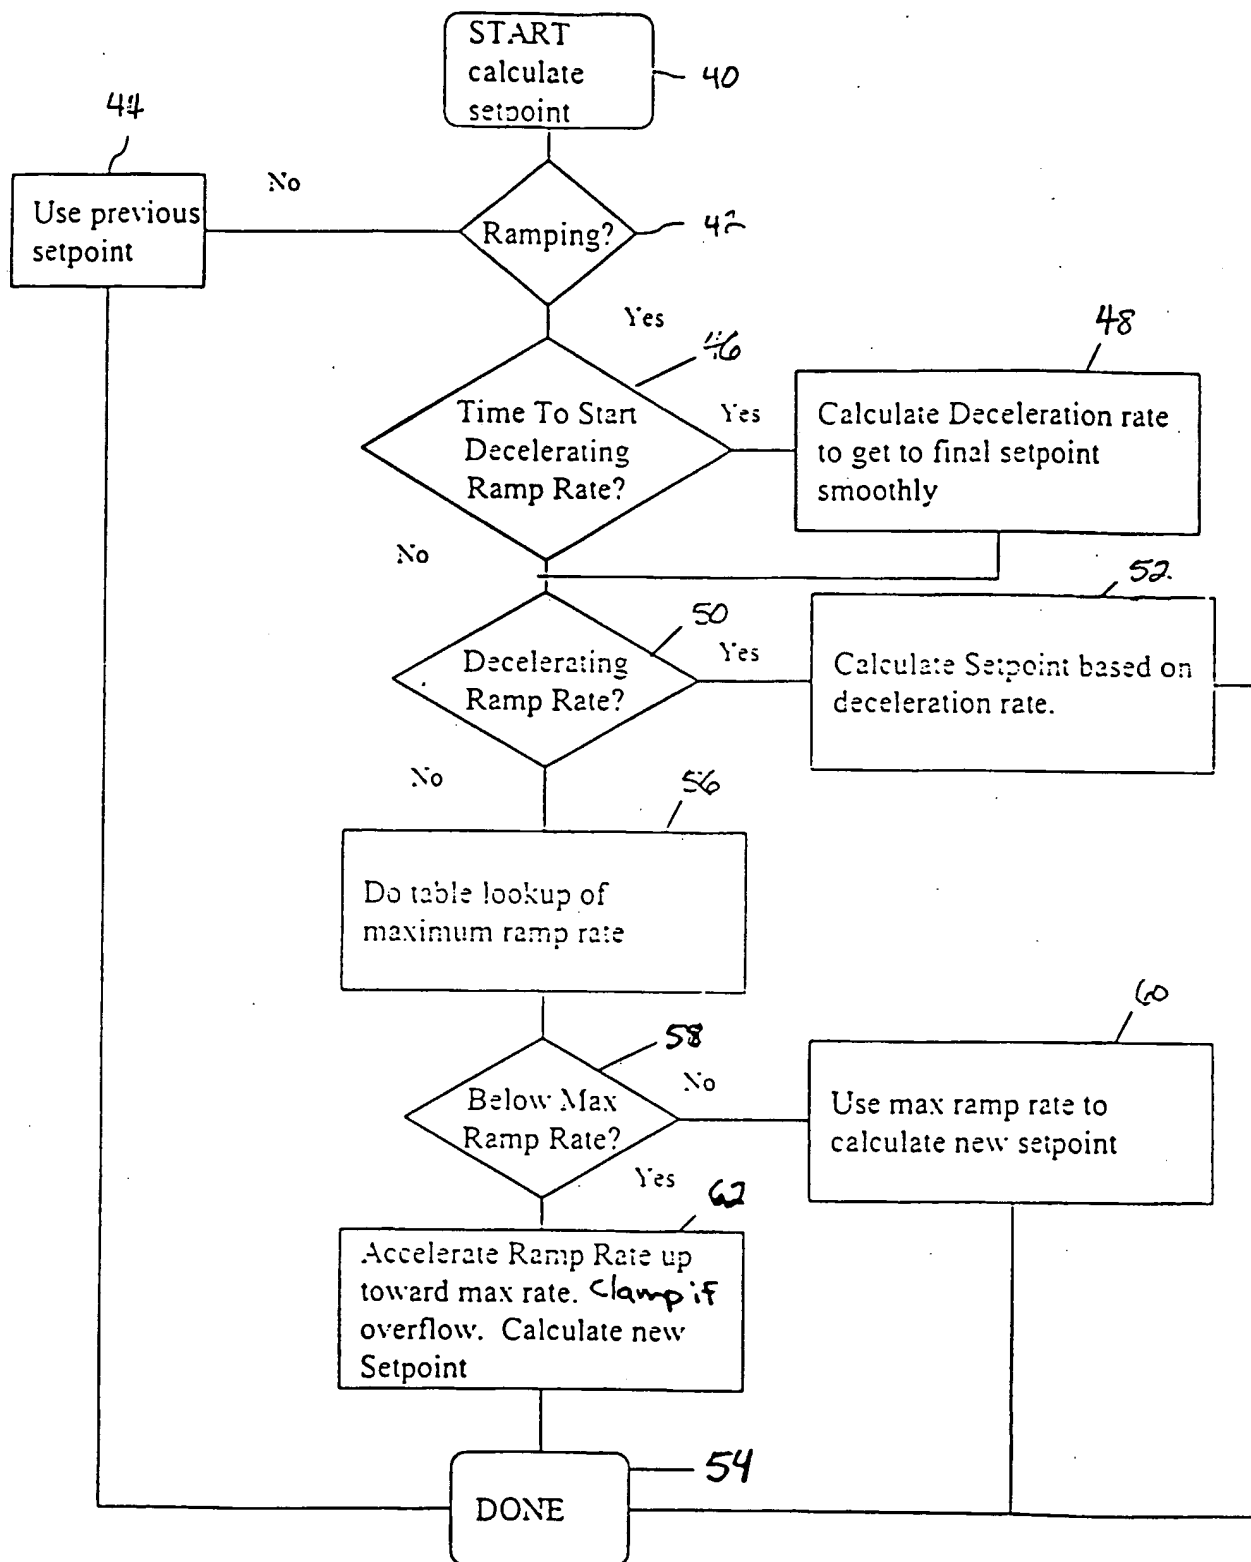 START
calculate
setpoint
40
44
No
Use previous
setpoint
Ramping?
42
Yes
46
48
Time To Start
Decelerating
Ramp Rate?
Yes
Calculate Deceleration rate
to get to final setpoint
smoothly
No
52
50
Decelerating
Ramp Rate?
Yes
Calculate Setpoint based on
deceleration rate.
No
56
Do table lookup of
maximum ramp rate
60
58
Below Max
Ramp Rate?
No
Use max ramp rate to
calculate new setpoint
Yes
62
Accelerate Ramp Rate up
toward max rate. Clamp if
overflow. Calculate new
Setpoint
54
DONE